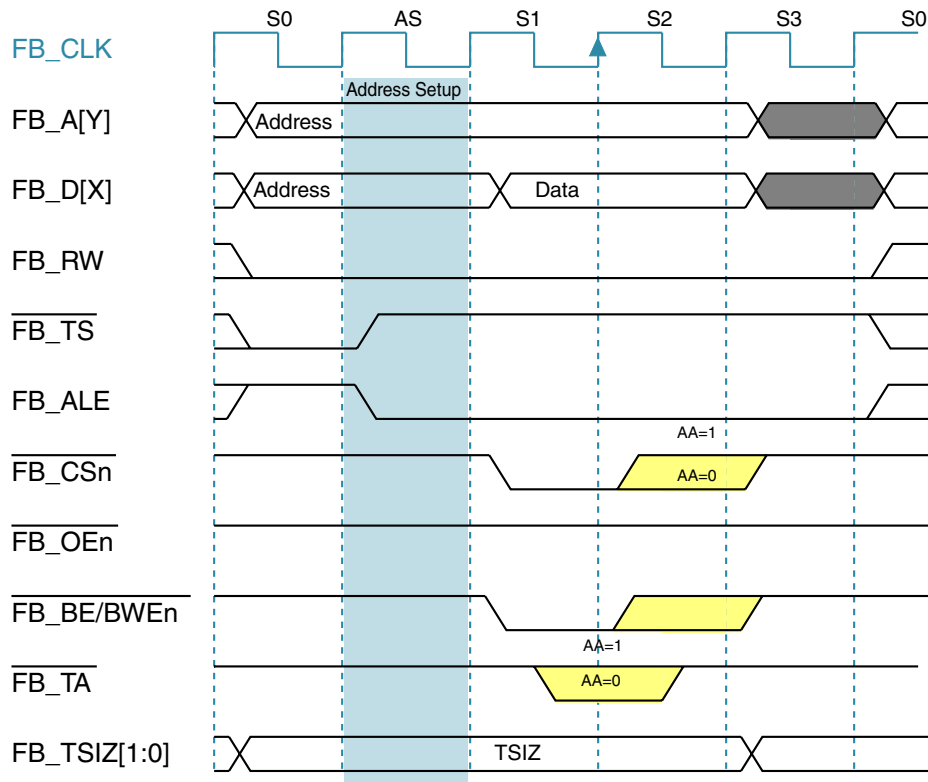 S0 AS S1 S2 S3 S0
FB_CLK
Address Setup
FB_A[Y] Address
FB_D[X] Address Data
FB_RW
FB_TS
FB_ALE
AA=1
FB_CSn AA=0
FB_OEn
FB_BE/BWEn
AA=1
FB_TA AA=0
FB_TSIZ[1:0] TSIZ